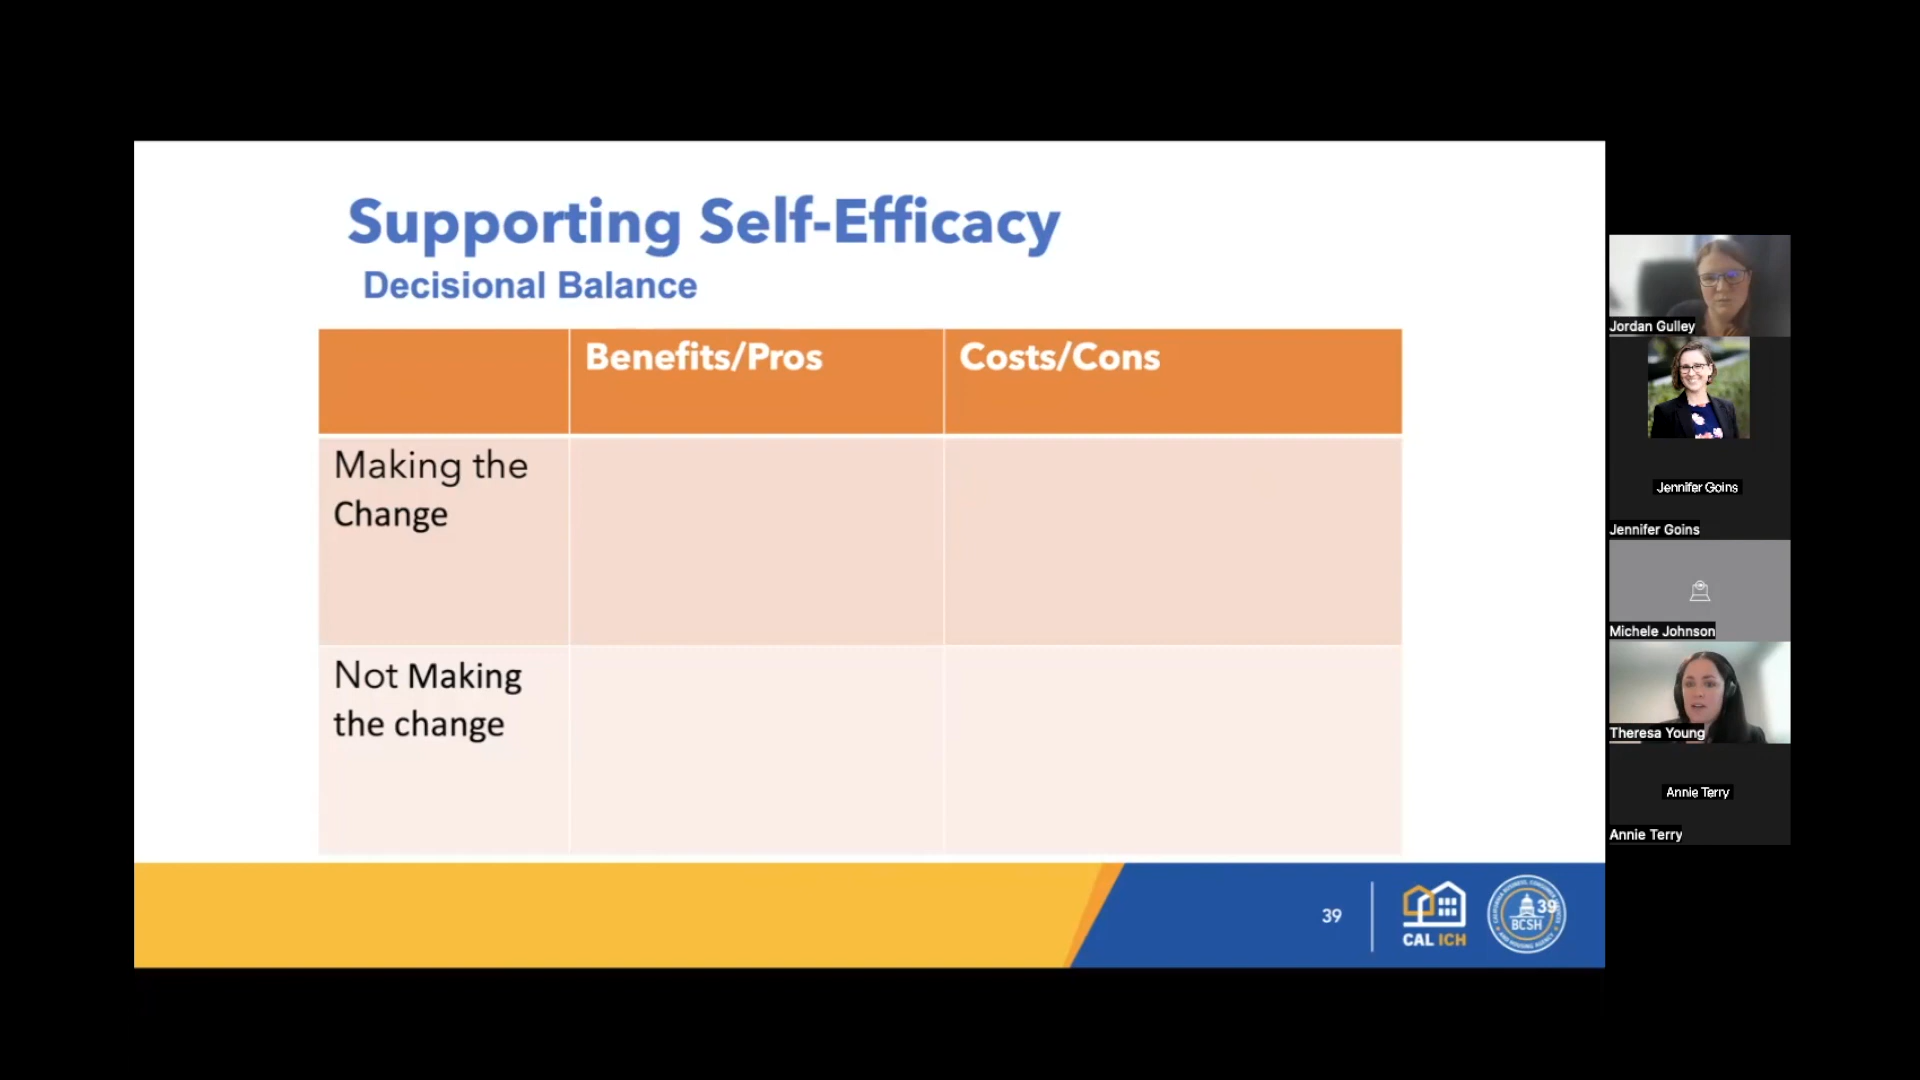 Supporting Self-Efficacy
Decisional Balance
Benefits/Pros
Costs/Cons
Making the
Change
Not Making
the change
39
CAL ICH
39
BCSH
Jordan Gulley
Jennifer Goins
Jennifer Goins
Michele Johnson
Theresa Young
Annie Terry
Annie Terry